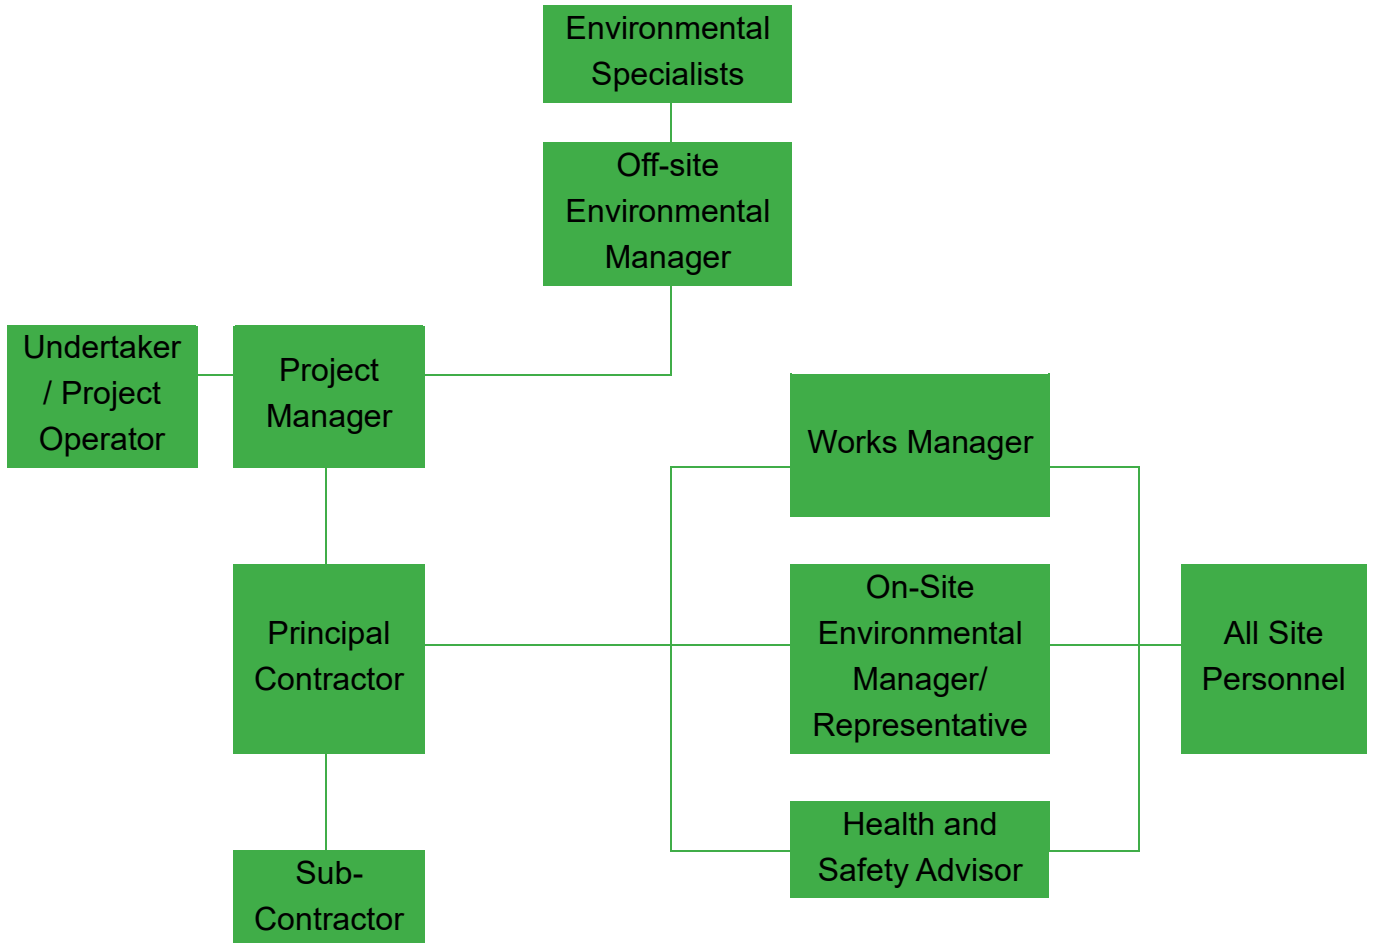 Environmental
Specialists
Off-site
Environmental
Manager
Undertaker
/ Project
Operator
Project
Manager
Works Manager
Principal
Contractor
On-Site
Environmental
Manager/
Representative
All Site
Personnel
Health and
Safety Advisor
Sub-
Contractor